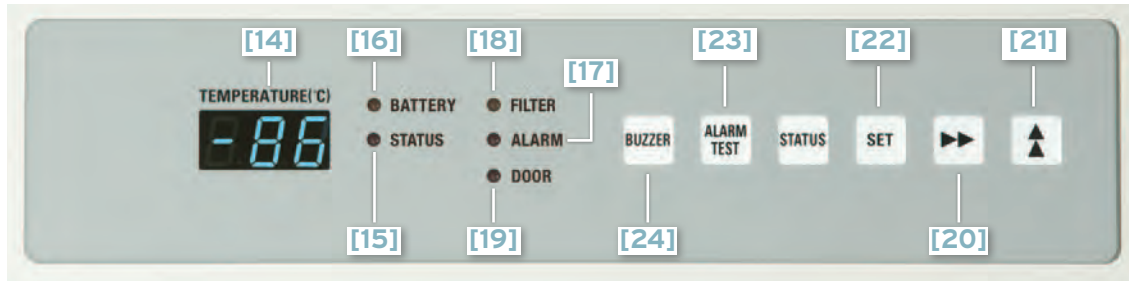 [14]
[16]
[18]
[17]
[23]
[22]
[21]
TEMPERATURE(°C)
-86
BATTERY
STATUS
FILTER
ALARM
DOOR
BUZZER
ALARM
TEST
STATUS
SET
[15]
[19]
[24]
[20]